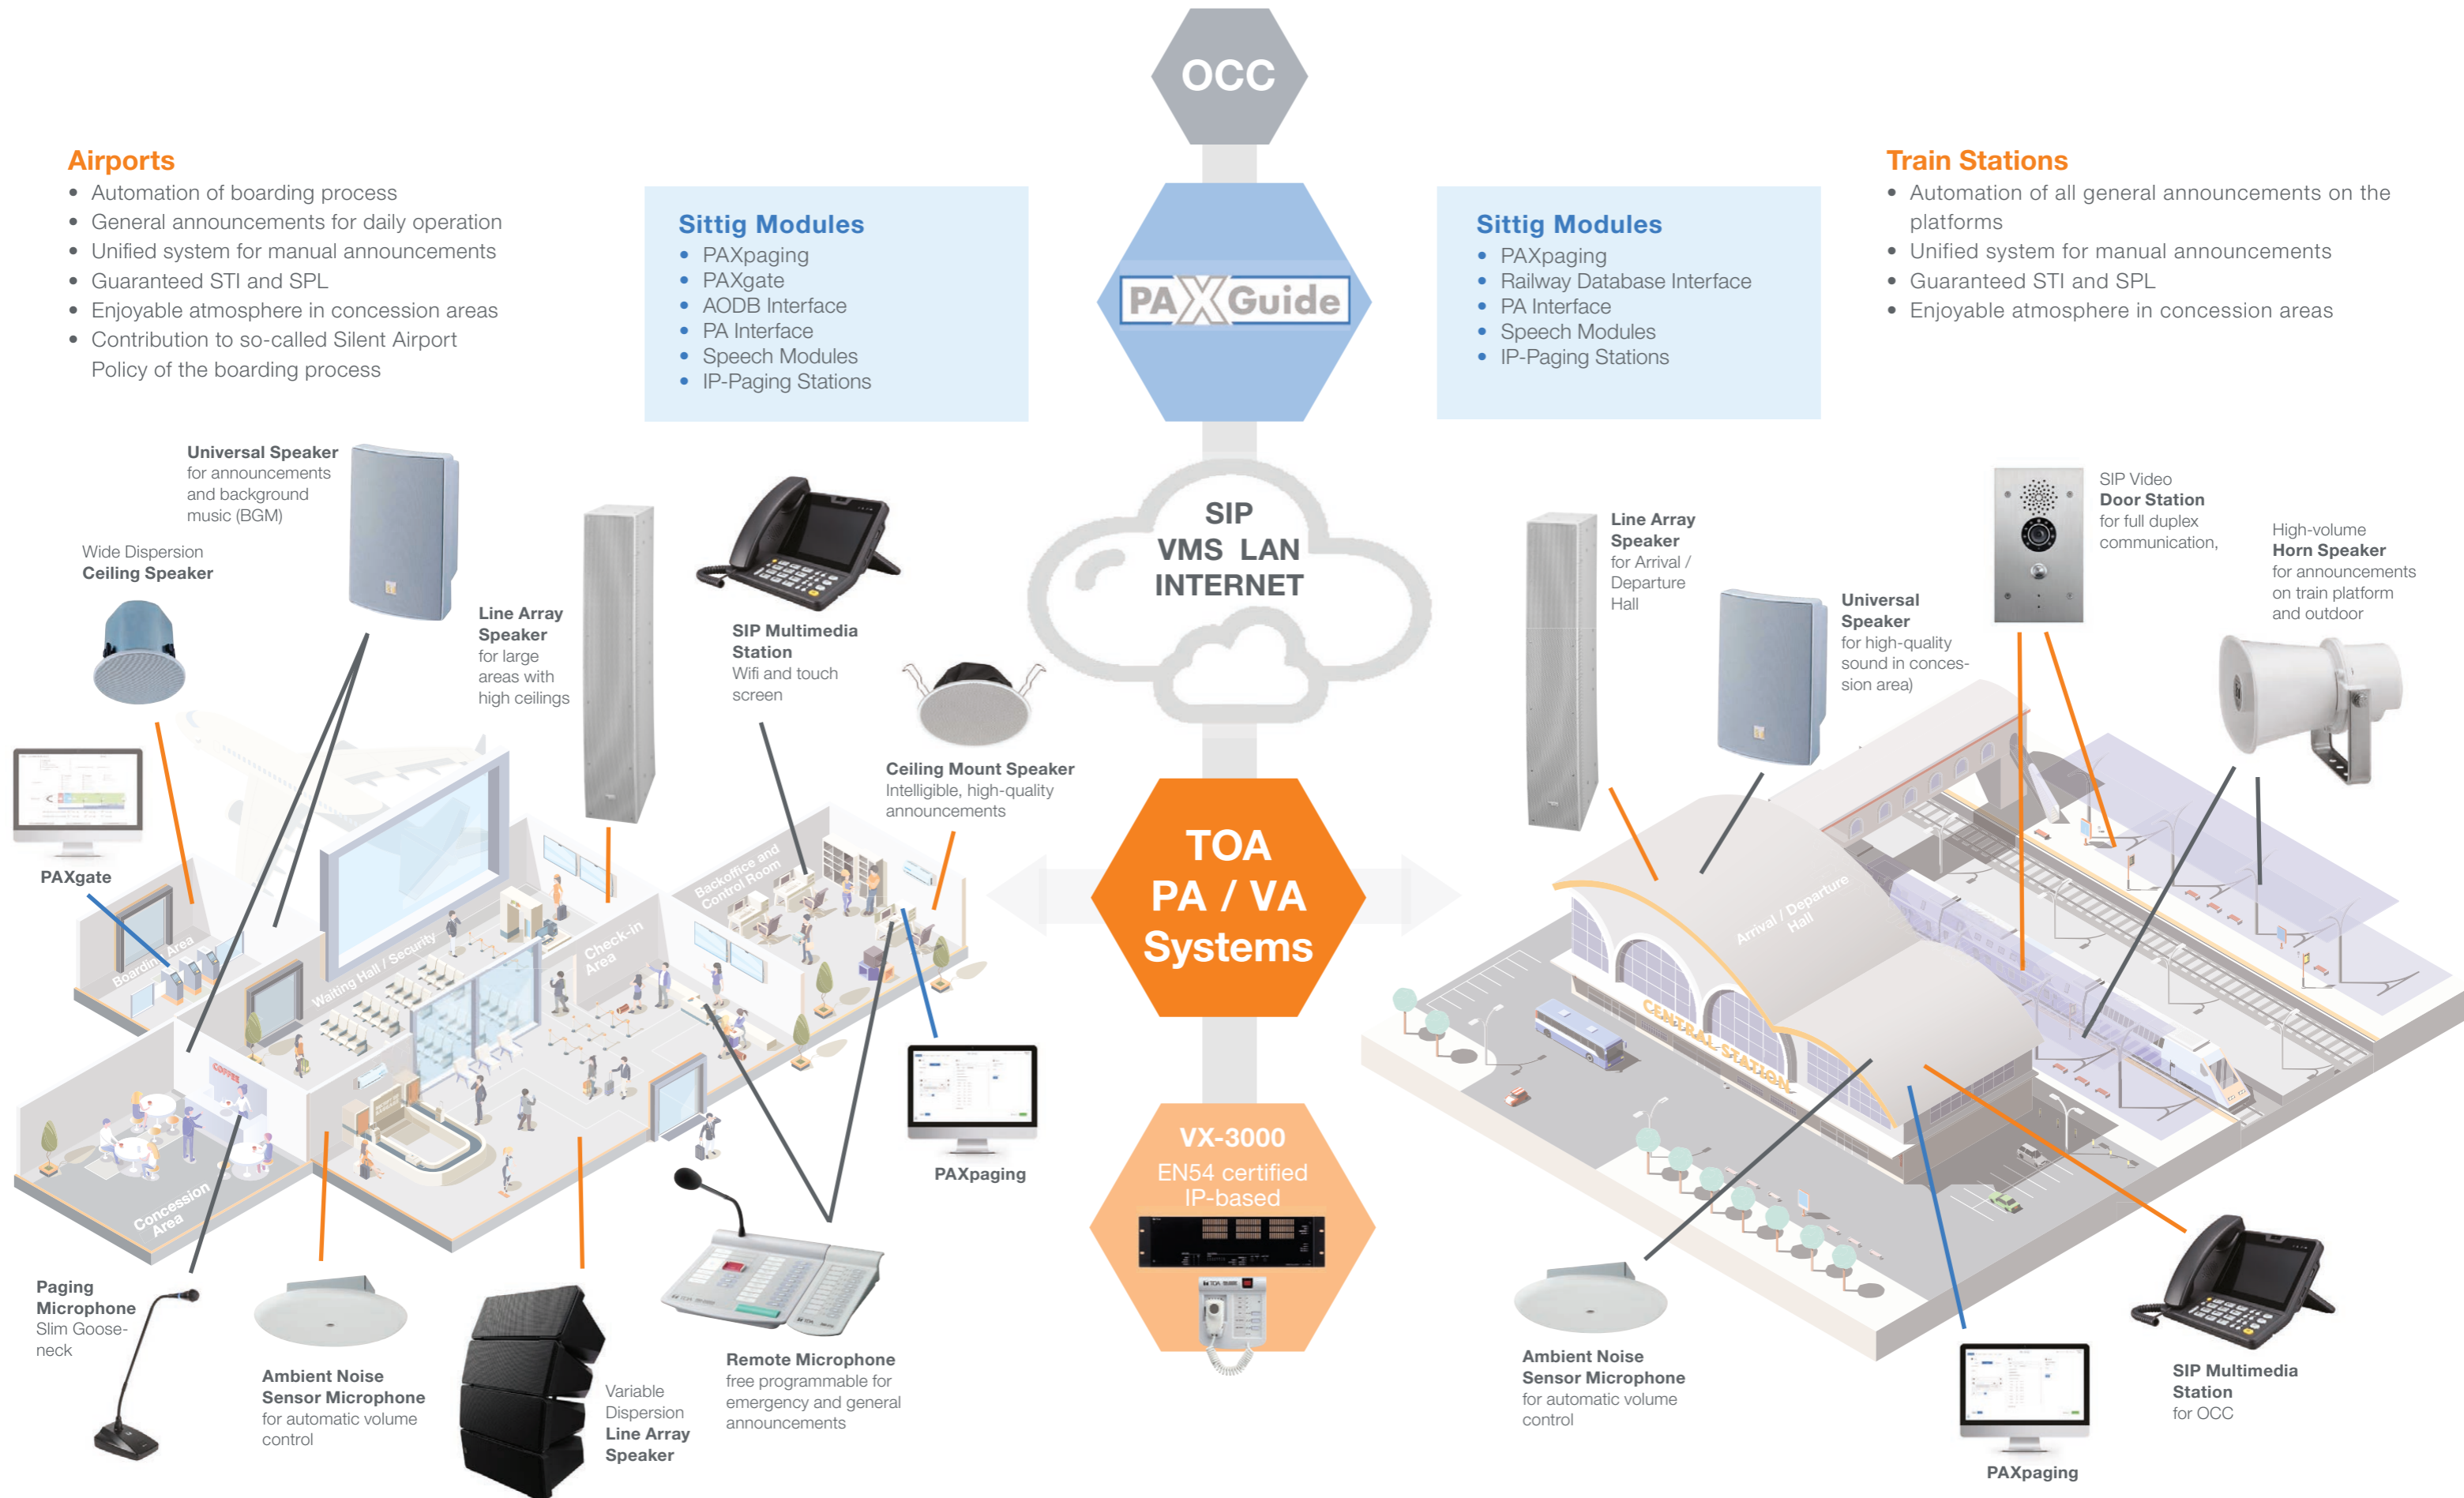 OCC
Airports
• Automation of boarding process
• General announcements for daily operation
• Unified system for manual announcements
• Guaranteed STI and SPL
• Enjoyable atmosphere in concession areas
• Contribution to so-called Silent Airport
Policy of the boarding process
Sittig Modules
• PAXpaging
• PAXgate
• AODB Interface
• PA Interface
• Speech Modules
• IP-Paging Stations
PAXGuide
Sittig Modules
• PAXpaging
• Railway Database Interface
• PA Interface
• Speech Modules
• IP-Paging Stations
Train Stations
• Automation of all general announcements on the
platforms
• Unified system for manual announcements
• Guaranteed STI and SPL
• Enjoyable atmosphere in concession areas
Universal Speaker
for announcements
and background
music (BGM)
Wide Dispersion
Ceiling Speaker
Line Array
Speaker
for large
areas with
high ceilings
SIP Multimedia
Station
Wifi and touch
screen
Ceiling Mount Speaker
Intelligible, high-quality
announcements
PAXgate
Boarding Area
Waiting Hall / Security
Check-in
Area
Backoffice and
Control Room
COFFEE
Concession
Area
PAXpaging
Paging
Microphone
Slim Goose-
neck
Ambient Noise
Sensor Microphone
for automatic volume
control
Variable
Dispersion
Line Array
Speaker
Remote Microphone
free programmable for
emergency and general
announcements
SIP
VMS LAN
INTERNET
TOA
PA / VA
Systems
VX-3000
EN54 certified
IP-based
TOA
Line Array
Speaker
for Arrival /
Departure
Hall
Universal
Speaker
for high-quality
sound in conces-
sion area)
SIP Video
Door Station
for full duplex
communication,
High-volume
Horn Speaker
for announcements
on train platform
and outdoor
Arrival / Departure
Hall
CENTRAL STATION
Ambient Noise
Sensor Microphone
for automatic volume
control
PAXpaging
SIP Multimedia
Station
for OCC